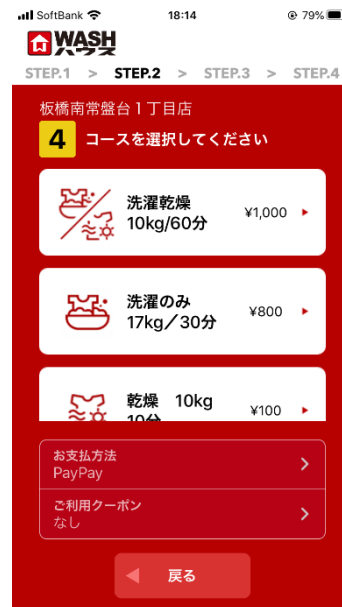 SoftBank 18:14 79%
WASH
ハウス
STEP.1 > STEP.2 > STEP.3 > STEP.4
板橋南常盤台1丁目店
4 コースを選択してください
洗濯乾燥
10kg/60分 ¥1,000
洗濯のみ
17kg／30分 ¥800
乾燥　10kg
10分 ¥100
お支払方法
PayPay
ご利用クーポン
なし
戻る